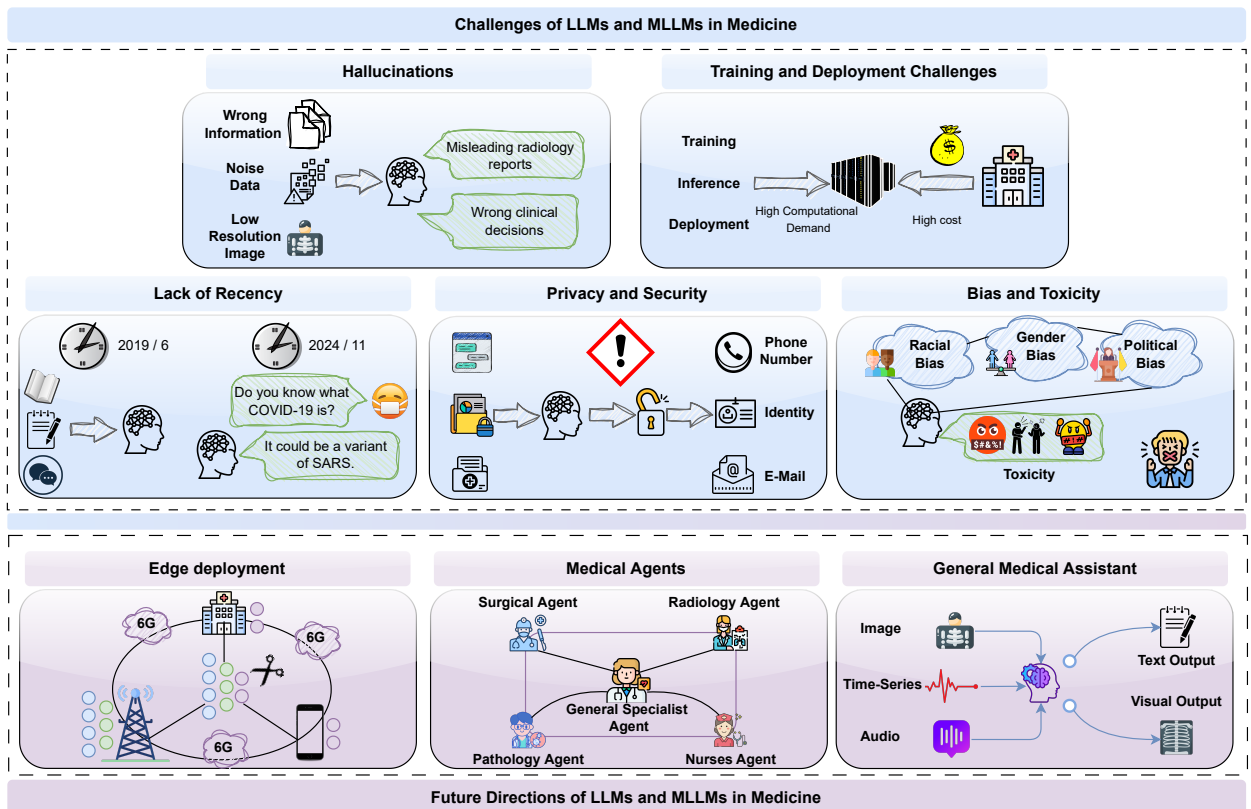 Challenges of LLMs and MLLMs in Medicine
Hallucinations
Wrong
Information
Noise
Data
Low
Resolution
Image
Misleading radiology
reports
Wrong clinical
decisions
Training and Deployment Challenges
Training
Inference
Deployment
High Computational
Demand
High cost
Lack of Recency
2019 / 6
2024 / 11
Do you know what
COVID-19 is?
It could be a variant
of SARS.
Privacy and Security
!
Phone
Number
Identity
E-Mail
Bias and Toxicity
Racial
Bias
Gender
Bias
Political
Bias
$#&%!
#!
Toxicity
Edge deployment
6G
6G
6G
Medical Agents
Surgical Agent
Radiology Agent
General Specialist
Agent
Pathology Agent
Nurses Agent
General Medical Assistant
Image
Time-Series
Audio
Text Output
Visual Output
Future Directions of LLMs and MLLMs in Medicine